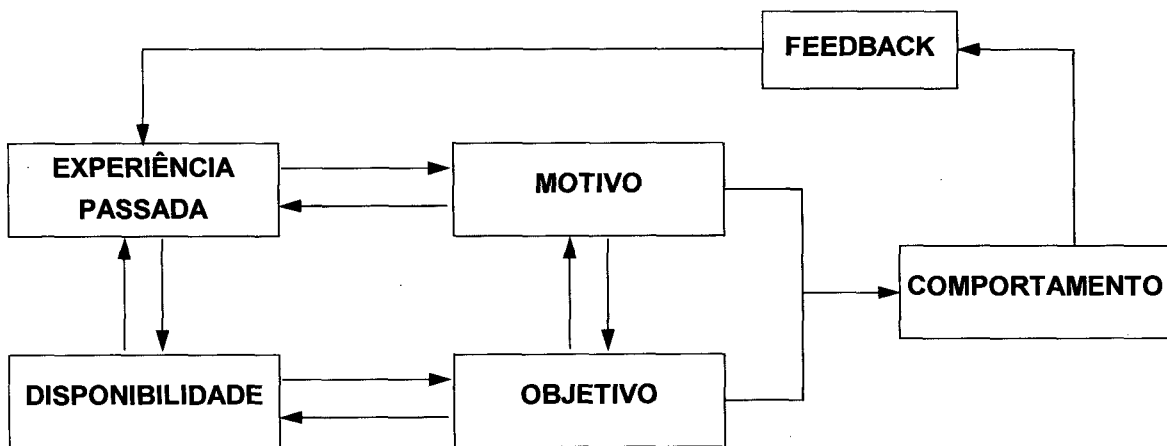 FEEDBACK
EXPERIÊNCIA
PASSADA
MOTIVO
COMPORTAMENTO
DISPONIBILIDADE
OBJETIVO